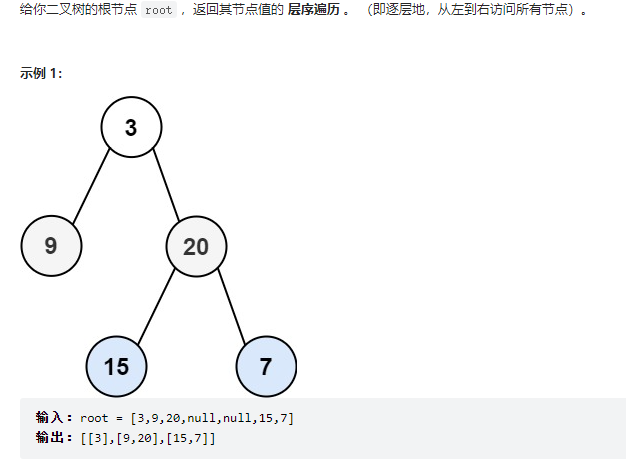 给你二叉树的根节点 root ，返回其节点值的 层序遍历 。 （即逐层地，从左到右访问所有节点）。
示例 1：
3
9
20
15
7
输入：root = [3,9,20,null,null,15,7]
输出：[[3],[9,20],[15,7]]